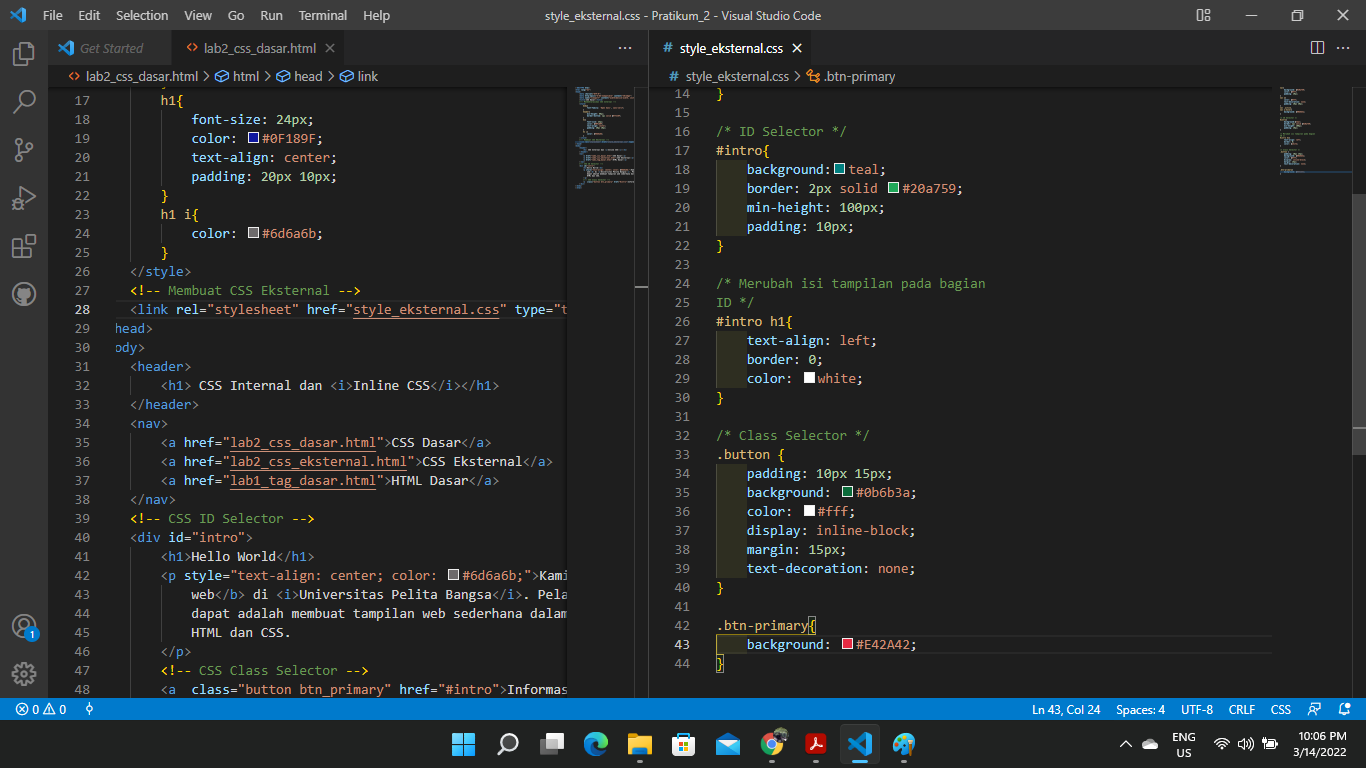 File Edit Selection View Go Run Terminal Help style_eksternal.css - Pratikum_2 - Visual Studio Code
Get Started lab2_css_dasar.html
lab2_css_dasar.html > html > head > link
17 h1{
18 font-size: 24px;
19 color: #0F189F;
20 text-align: center;
21 padding: 20px 10px;
22 }
23 h1 i{
24 color: #6d6a6b;
25 }
26 </style>
27 <!-- Membuat CSS Eksternal -->
28 <link rel="stylesheet" href="style_eksternal.css" type="t
29 head>
30 ody>
31 <header>
32 <h1> CSS Internal dan <i>Inline CSS</i></h1>
33 </header>
34 <nav>
35 <a href="lab2_css_dasar.html">CSS Dasar</a>
36 <a href="lab2_css_eksternal.html">CSS Eksternal</a>
37 <a href="lab1_tag_dasar.html">HTML Dasar</a>
38 </nav>
39 <!-- CSS ID Selector -->
40 <div id="intro">
41 <h1>Hello World</h1>
42 <p style="text-align: center; color: #6d6a6b;">Kami
43 web</b> di <i>Universitas Pelita Bangsa</i>. Pela
44 dapat adalah membuat tampilan web sederhana dalam
45 HTML dan CSS.
46 </p>
47 <!-- CSS Class Selector -->
48 <a class="button btn_primary" href="#intro">Informas
# style_eksternal.css
# style_eksternal.css > .btn-primary
14 }
15
16 /* ID Selector */
17 #intro{
18 background: teal;
19 border: 2px solid #20a759;
20 min-height: 100px;
21 padding: 10px;
22 }
23
24 /* Merubah isi tampilan pada bagian
25 ID */
26 #intro h1{
27 text-align: left;
28 border: 0;
29 color: white;
30 }
31
32 /* Class Selector */
33 .button {
34 padding: 10px 15px;
35 background: #0b6b3a;
36 color: #fff;
37 display: inline-block;
38 margin: 15px;
39 text-decoration: none;
40 }
41
42 .btn-primary{
43 background: #E42A42;
44 }
1
0 0 Ln 43, Col 24 Spaces: 4 UTF-8 CRLF CSS
ENG
US
10:06 PM
3/14/2022